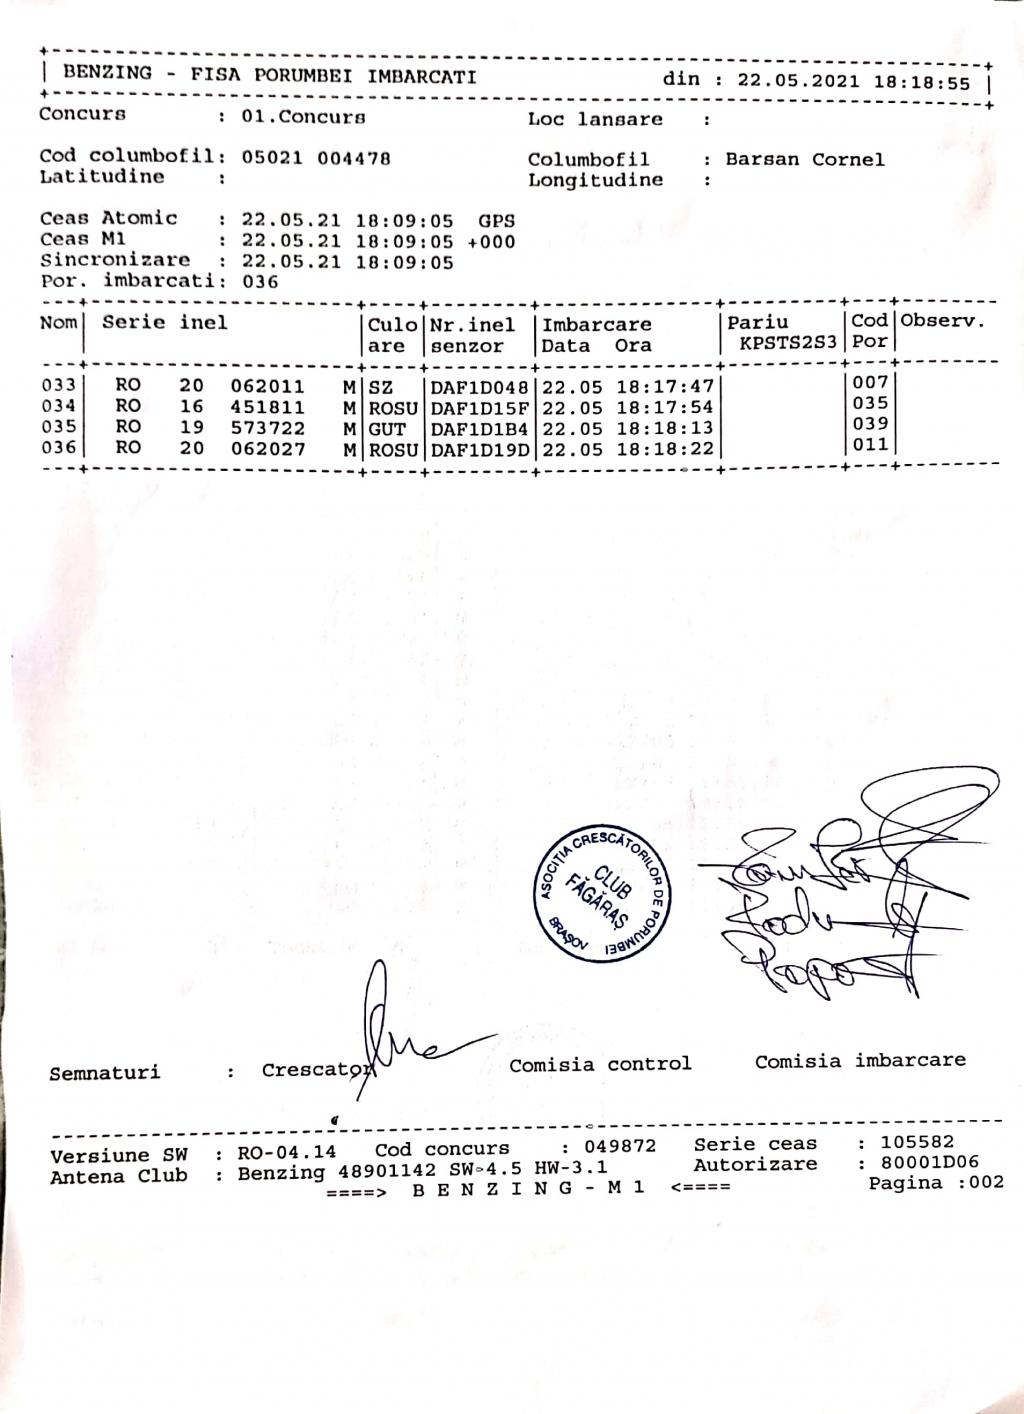 BENZING - FISA PORUMBEI IMBARCATI din : 22.05.2021 18:18:55
Concurs : 01.Concurs Loc lansare :
Cod columbofil: 05021 004478 Columbofil : Barsan Cornel
Latitudine : Longitudine :
Ceas Atomic : 22.05.21 18:09:05 GPS
Ceas M1 : 22.05.21 18:09:05 +000
Sincronizare : 22.05.21 18:09:05
Por. imbarcati: 036
Nom| Serie inel |Culo|Nr.inel |Imbarcare |Pariu |Cod|Observ.
|are |senzor |Data Ora | KPSTS2S3|Por|
033| RO 20 062011 M|SZ |DAF1D048|22.05 18:17:47| |007|
034| RO 16 451811 M|ROSU|DAF1D15F|22.05 18:17:54| |035|
035| RO 19 573722 M|GUT |DAF1D1B4|22.05 18:18:13| |039|
036| RO 20 062027 M|ROSU|DAF1D19D|22.05 18:18:22| |011|
ASOCIȚIA CRESCĂTORILOR DE PORUMBEI
CLUB
FĂGĂRAȘ
BRAȘOV
Semnaturi : Crescator Comisia control Comisia imbarcare
Versiune SW : RO-04.14 Cod concurs : 049872 Serie ceas : 105582
Antena Club : Benzing 48901142 SW-4.5 HW-3.1 Autorizare : 80001D06
====> B E N Z I N G - M 1 <==== Pagina :002